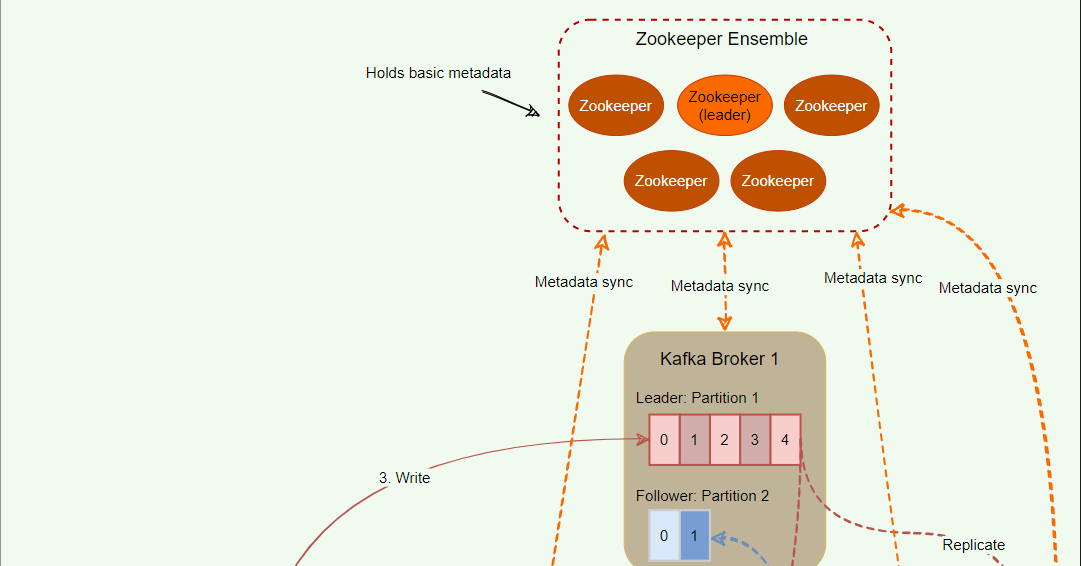 Zookeeper Ensemble
Holds basic metadata
Zookeeper
Zookeeper
(leader)
Zookeeper
Zookeeper
Zookeeper
Metadata sync
Metadata sync
Metadata sync
Metadata sync
Kafka Broker 1
Leader: Partition 1
0 1 2 3 4
3. Write
Follower: Partition 2
0 1
Replicate